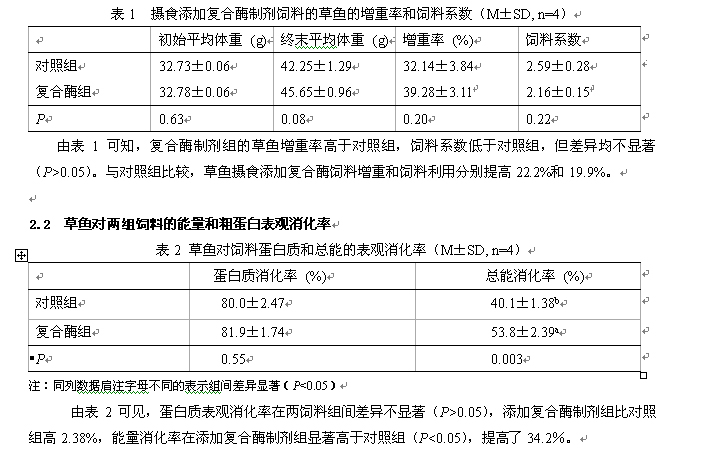 表 1 摄食添加复合酶制剂饲料的草鱼的增重率和饲料系数（M±SD, n=4）
初始平均体重 (g) 终末平均体重 (g) 增重率 (%) 饲料系数
对照组 32.73±0.06 42.25±1.29 32.14±3.84 2.59±0.28
复合酶组 32.78±0.06 45.65±0.96 39.28±3.11 2.16±0.15
P 0.63 0.08 0.20 0.22
由表 1 可知，复合酶制剂组的草鱼增重率高于对照组，饲料系数低于对照组，但差异均不显著
（P>0.05）。与对照组比较，草鱼摄食添加复合酶饲料增重和饲料利用分别提高 22.2%和 19.9%。
2.2 草鱼对两组饲料的能量和粗蛋白表观消化率
表 2 草鱼对饲料蛋白质和总能的表观消化率（M±SD, n=4）
蛋白质消化率 (%) 总能消化率 (%)
对照组 80.0±2.47 40.1±1.38ᵇ
复合酶组 81.9±1.74 53.8±2.39ᵃ
P 0.55 0.003
注：同列数据肩注字母不同的表示组间差异显著（P<0.05）
由表 2 可见，蛋白质表观消化率在两饲料组间差异不显著（P>0.05），添加复合酶制剂组比对照
组高 2.38%，能量消化率在添加复合酶制剂组显著高于对照组（P<0.05），提高了 34.2%。